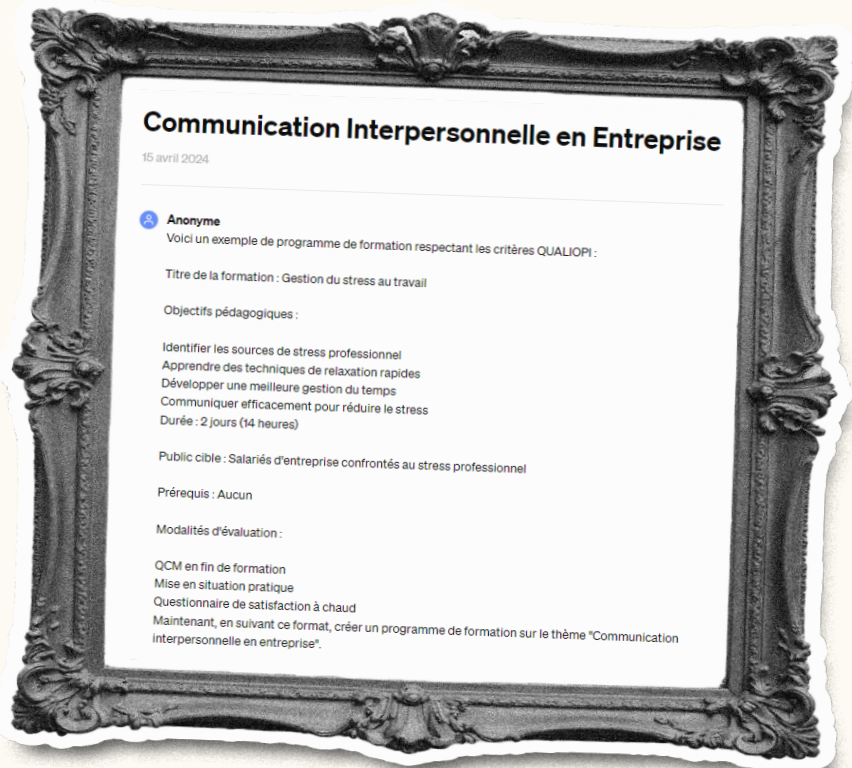 Communication Interpersonnelle en Entreprise
15 avril 2024
Anonyme
Voici un exemple de programme de formation respectant les critères QUALIOPI :
Titre de la formation : Gestion du stress au travail
Objectifs pédagogiques :
Identifier les sources de stress professionnel
Apprendre des techniques de relaxation rapides
Développer une meilleure gestion du temps
Communiquer efficacement pour réduire le stress
Durée : 2 jours (14 heures)
Public cible : Salariés d'entreprise confrontés au stress professionnel
Prérequis : Aucun
Modalités d'évaluation :
QCM en fin de formation
Mise en situation pratique
Questionnaire de satisfaction à chaud
Maintenant, en suivant ce format, créer un programme de formation sur le thème "Communication
interpersonnelle en entreprise".